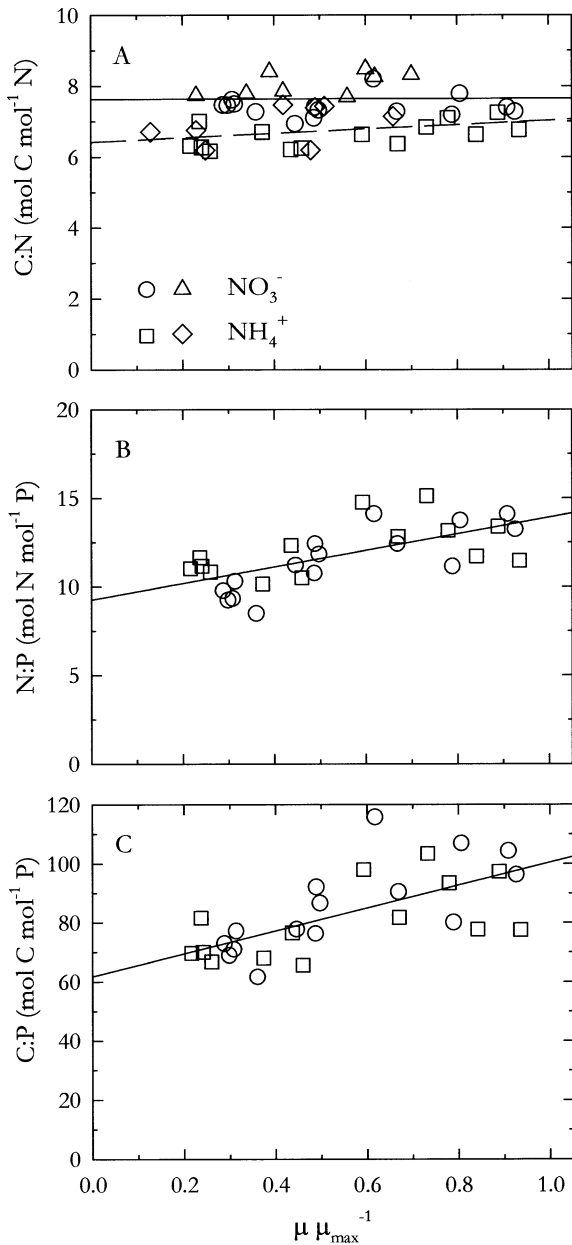 10
A
8
6
4
2
0
C:N (mol C mol⁻¹ N)
NO₃⁻
NH₄⁺
20
B
15
10
5
0
N:P (mol N mol⁻¹ P)
120
C
100
80
60
40
20
0
C:P (mol C mol⁻¹ P)
0.0 0.2 0.4 0.6 0.8 1.0
μ μmax⁻¹